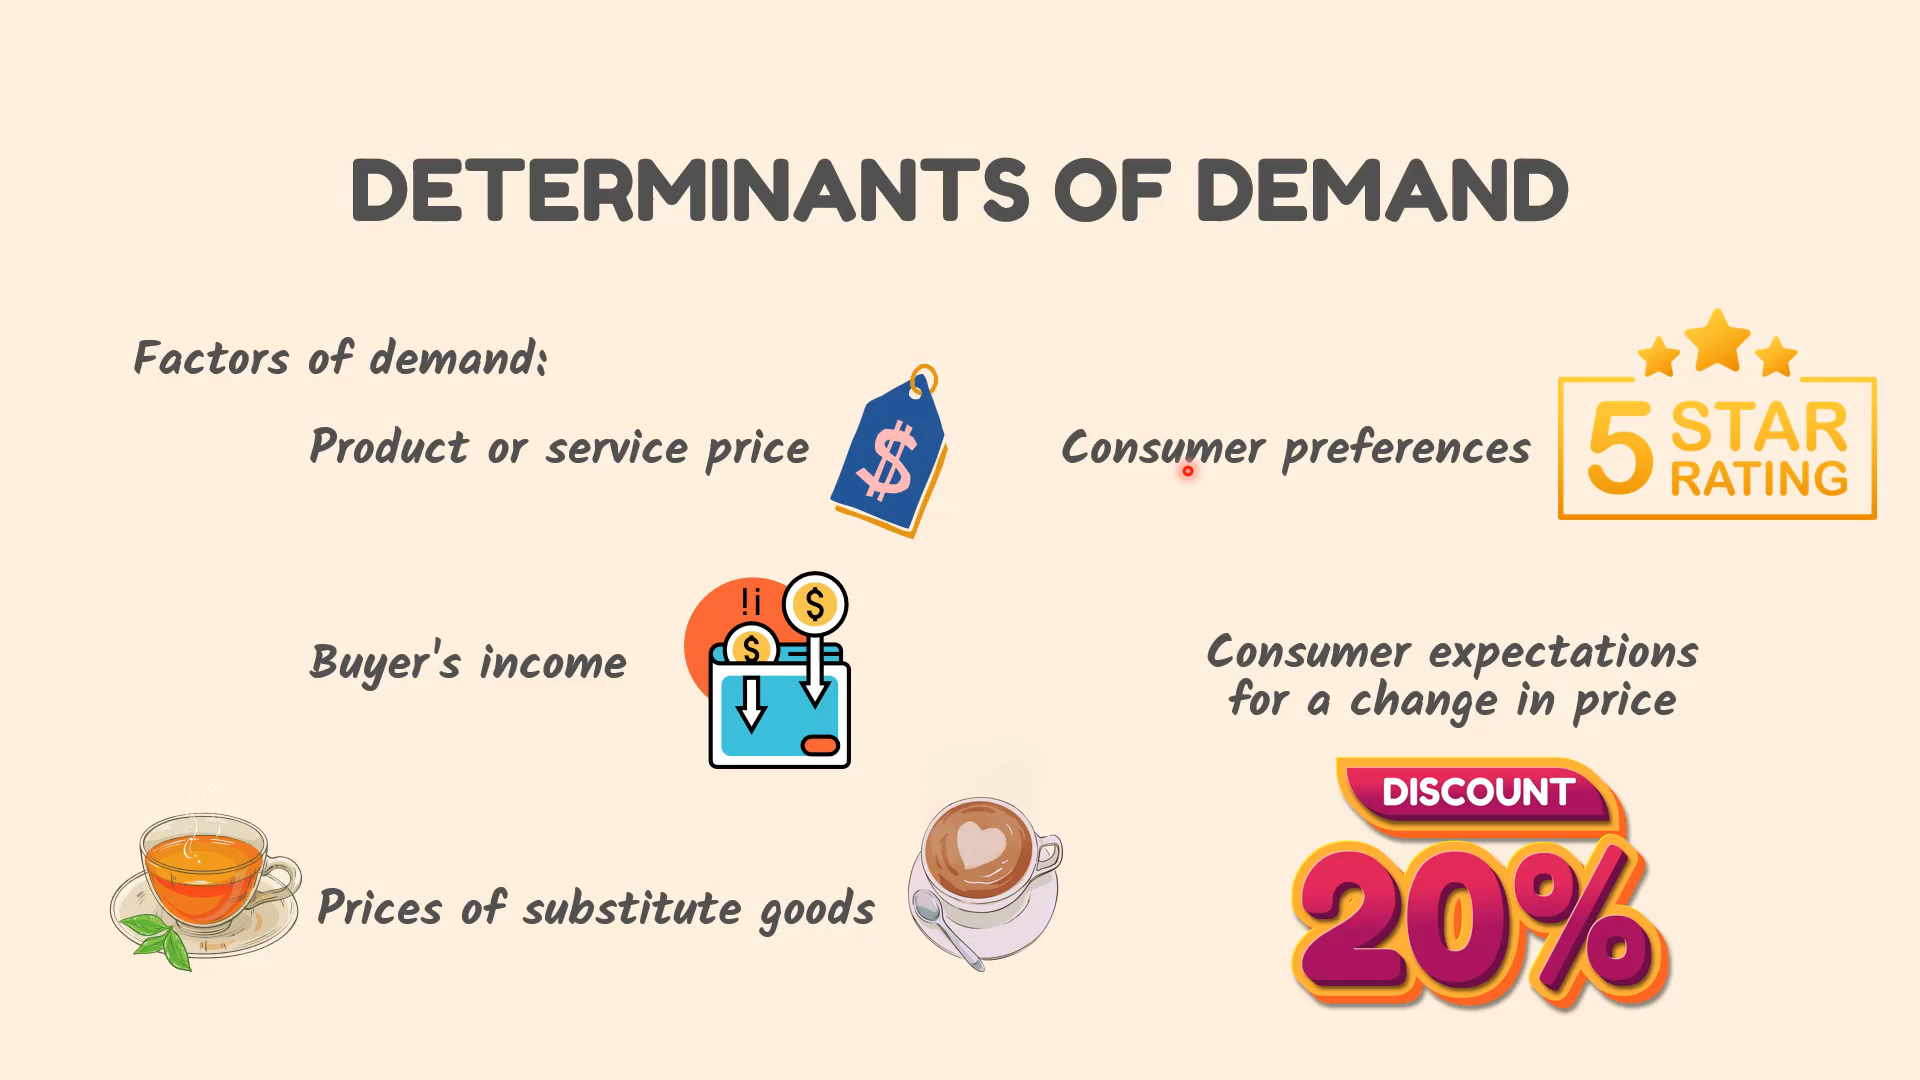 DETERMINANTS OF DEMAND
Factors of demand:
Product or service price
$
Consumer preferences
5 STAR
RATING
Buyer's income
!i
$
$
Consumer expectations
for a change in price
Prices of substitute goods
DISCOUNT
20%